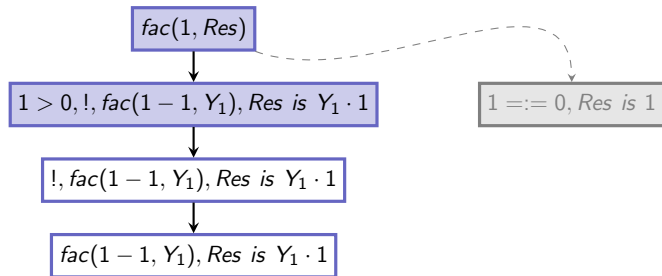 fac(1, Res)
1 > 0, !, fac(1 − 1, Y₁), Res is Y₁ · 1
1 =:= 0, Res is 1
!, fac(1 − 1, Y₁), Res is Y₁ · 1
fac(1 − 1, Y₁), Res is Y₁ · 1